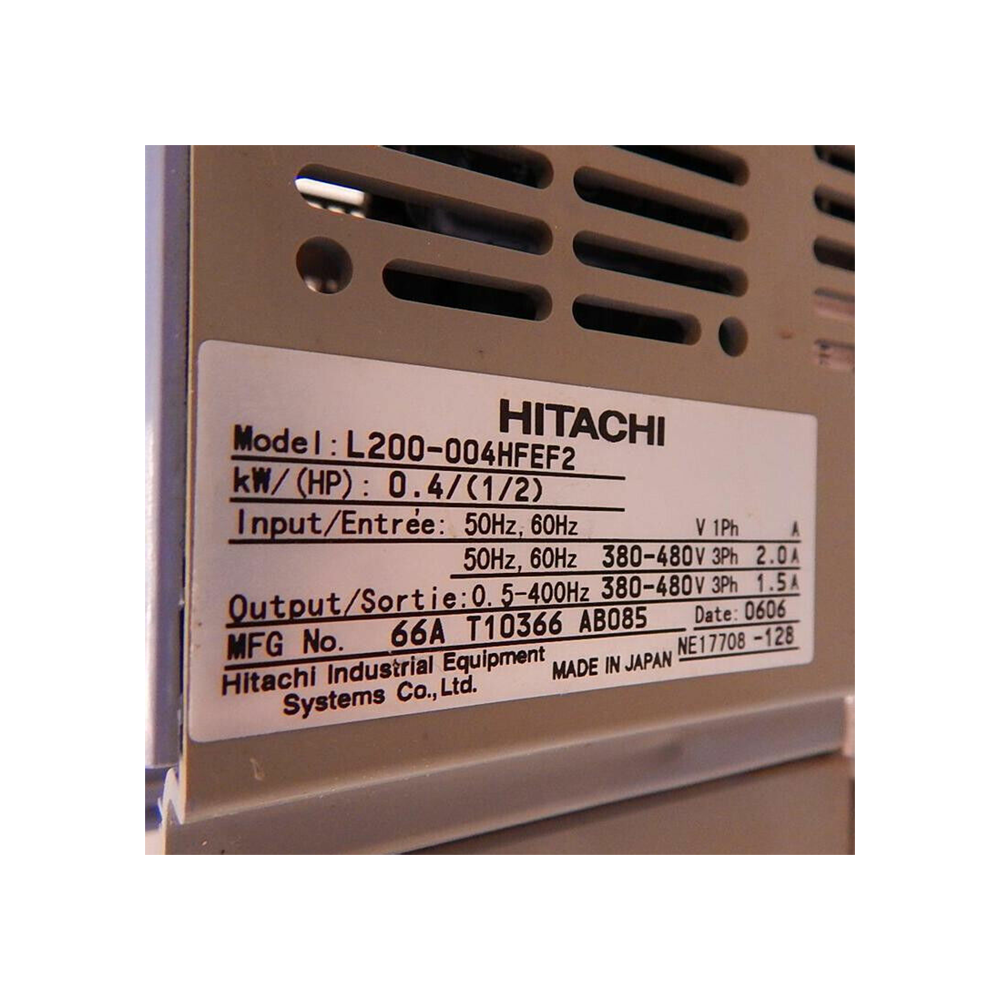 HITACHI
Model: L200-004HFEF2
kW/(HP): 0.4/(1/2)
Input/Entrée: 50Hz, 60Hz V 1Ph A
50Hz, 60Hz 380-480V 3Ph 2.0A
Output/Sortie: 0.5-400Hz 380-480V 3Ph 1.5A
MFG No. 66A T10366 AB085 Date: 0606
Hitachi Industrial Equipment MADE IN JAPAN NE17708 -128
Systems Co., Ltd.